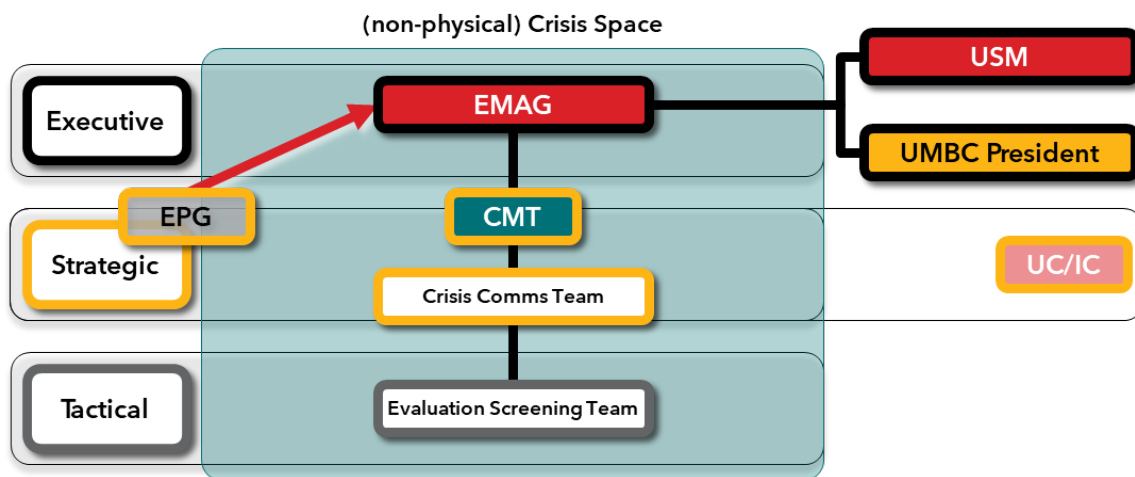 (non-physical) Crisis Space
USM
Executive
EMAG
UMBC President
EPG
CMT
Strategic
UC/IC
Crisis Comms Team
Tactical
Evaluation Screening Team